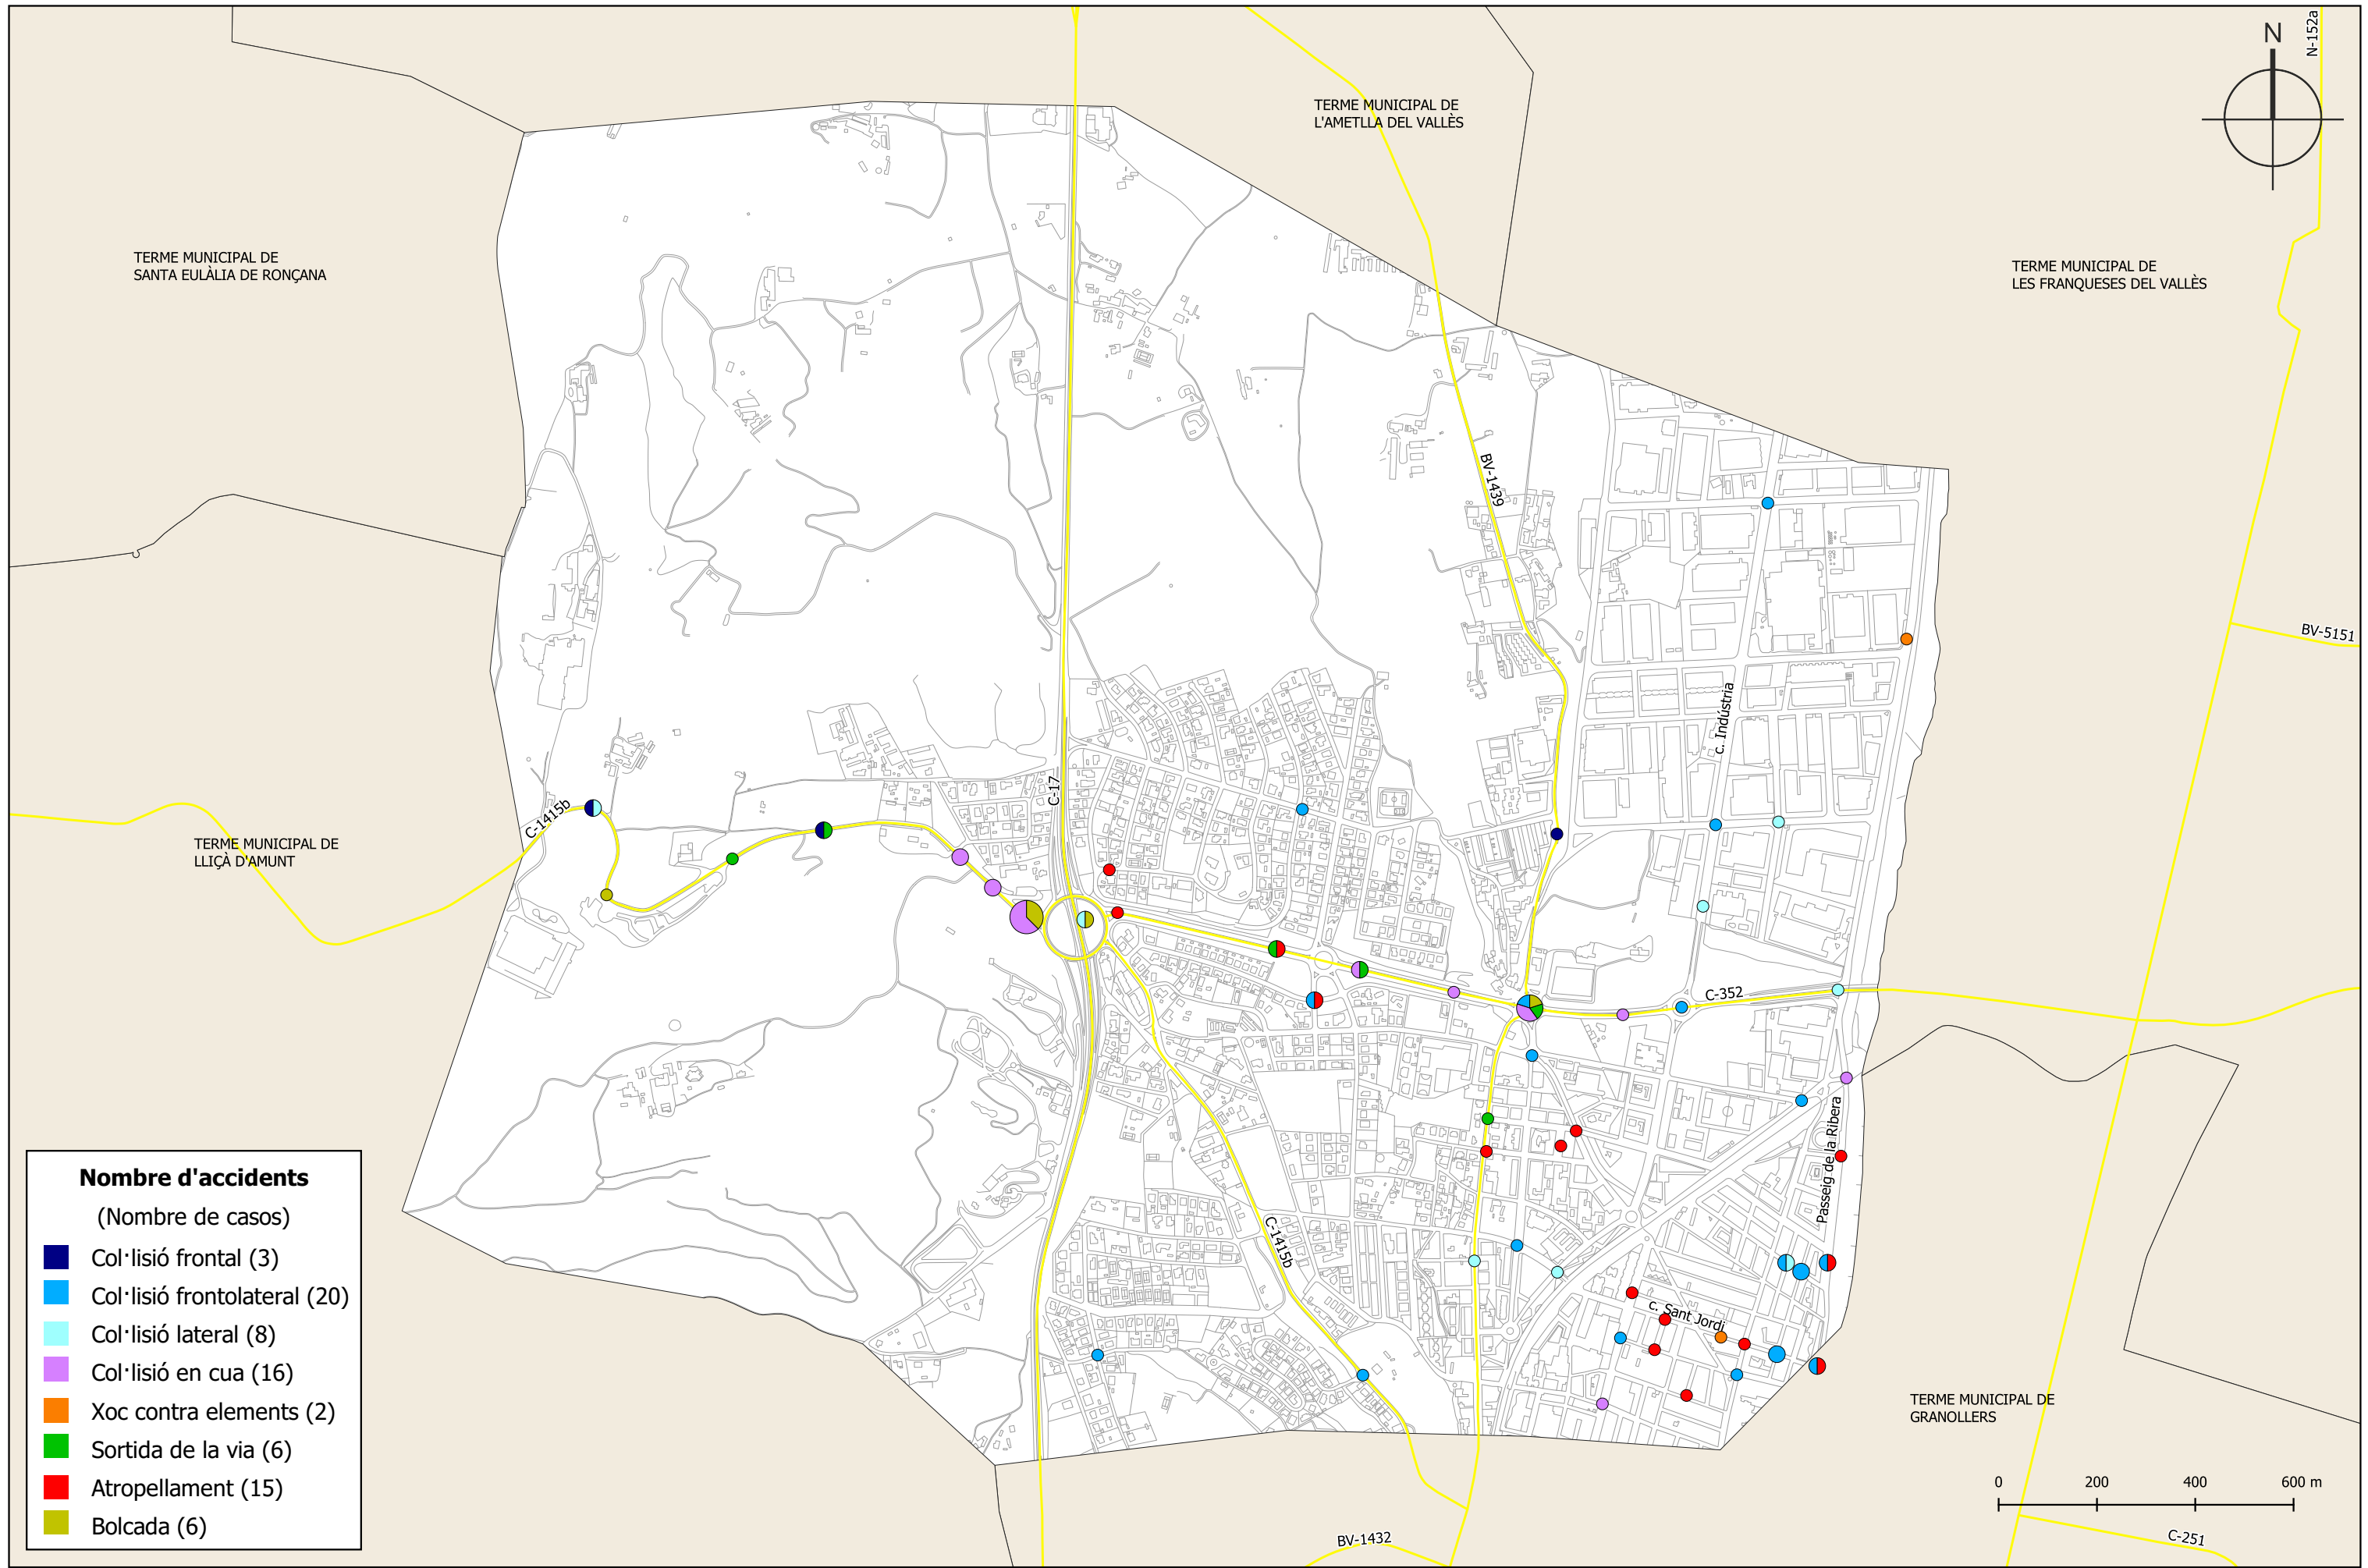 N
N-152a
TERME MUNICIPAL DE
L'AMETLLA DEL VALLÈS
TERME MUNICIPAL DE
SANTA EULÀLIA DE RONÇANA
TERME MUNICIPAL DE
LES FRANQUESES DEL VALLÈS
BV-1439
BV-5151
c. Indústria
C-17
C-1415b
TERME MUNICIPAL DE
LLIÇÀ D'AMUNT
C-352
Passeig de la Ribera
C-1415b
c. Sant Jordi
TERME MUNICIPAL DE
GRANOLLERS
Nombre d'accidents
(Nombre de casos)
Col·lisió frontal (3)
Col·lisió frontolateral (20)
Col·lisió lateral (8)
Col·lisió en cua (16)
Xoc contra elements (2)
Sortida de la via (6)
Atropellament (15)
Bolcada (6)
0 200 400 600 m
BV-1432
C-251